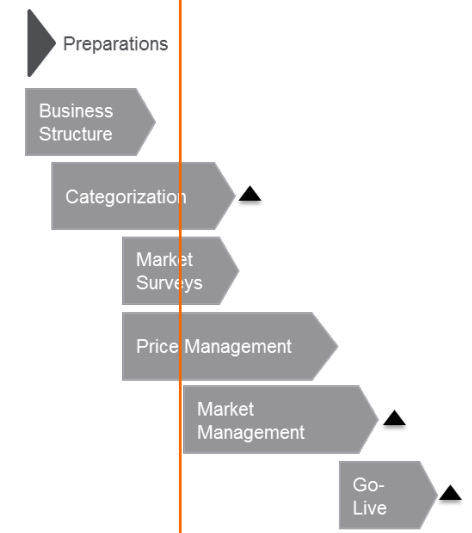 Preparations
Business
Structure
Categorization
Market
Surveys
Price Management
Market
Management
Go-
Live